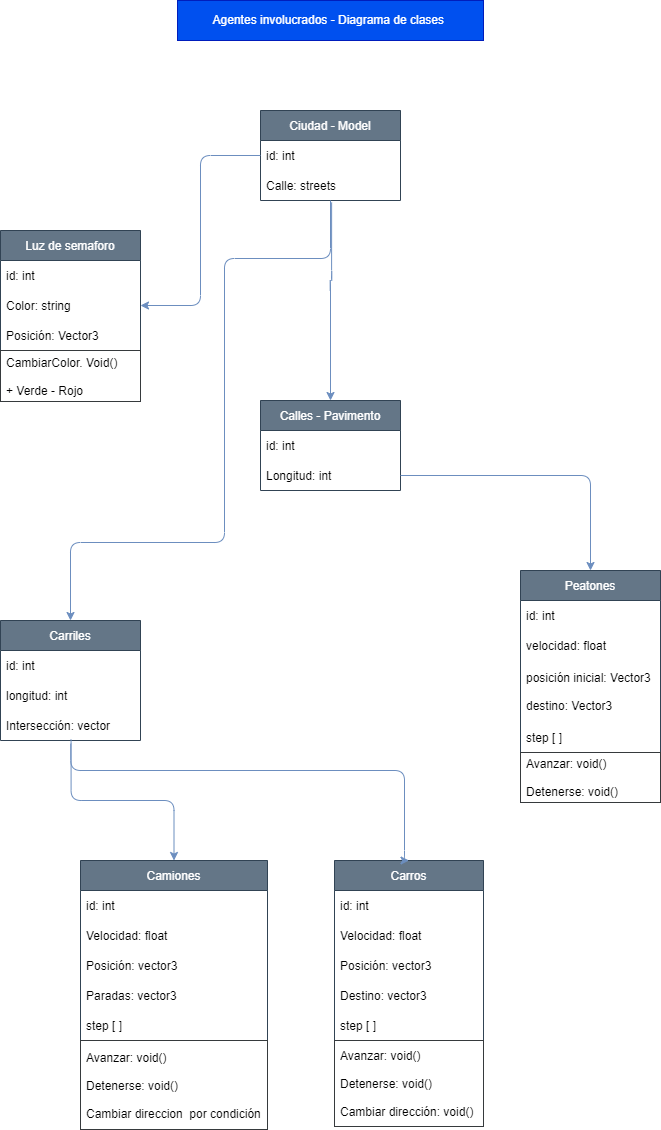 Agentes involucrados - Diagrama de clases
Ciudad - Model
id: int
Calle: streets
Luz de semaforo
id: int
Color: string
Posición: Vector3
CambiarColor. Void()
+ Verde - Rojo
Calles - Pavimento
id: int
Longitud: int
Peatones
id: int
velocidad: float
posición inicial: Vector3
destino: Vector3
step [ ]
Avanzar: void()
Detenerse: void()
Carriles
id: int
longitud: int
Intersección: vector
Camiones
id: int
Velocidad: float
Posición: vector3
Paradas: vector3
step [ ]
Avanzar: void()
Detenerse: void()
Cambiar direccion  por condición
Carros
id: int
Velocidad: float
Posición: vector3
Destino: vector3
step [ ]
Avanzar: void()
Detenerse: void()
Cambiar dirección: void()